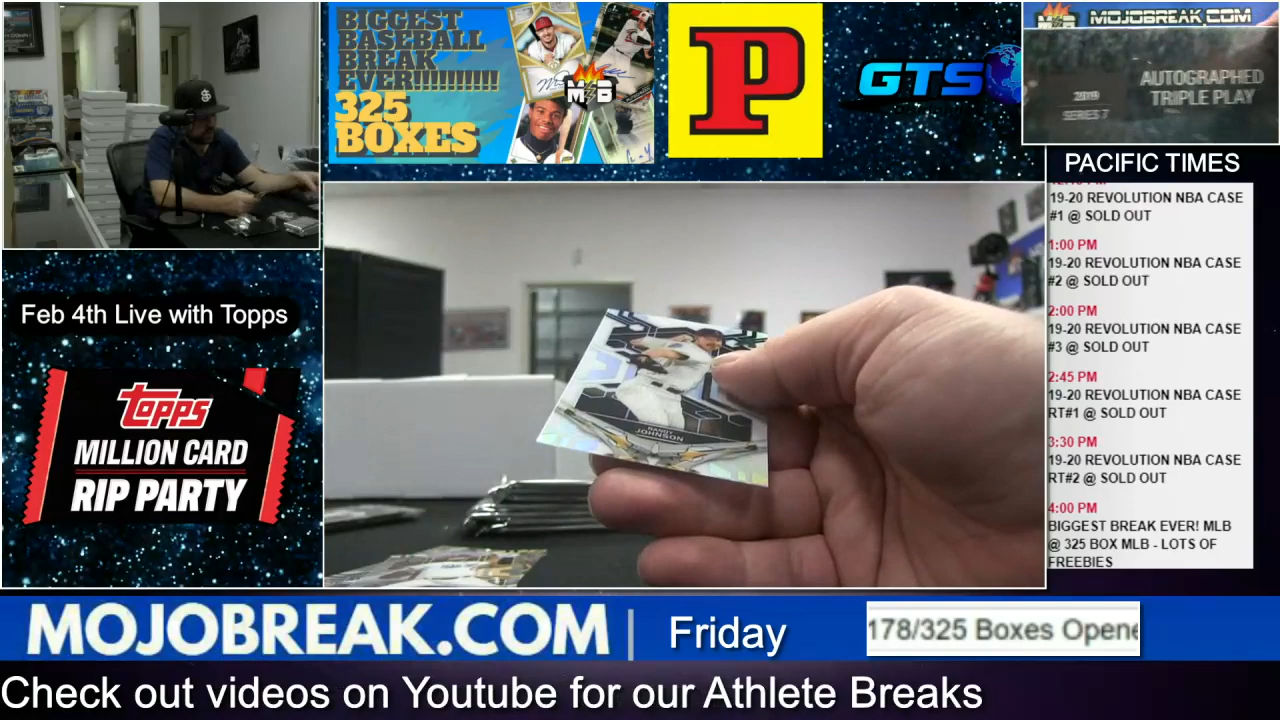 BIGGEST
BASEBALL
BREAK
EVER!!!!!!!!!!
325
BOXES
M B
P
GTS
MOJOBREAK.COM
AUTOGRAPHED
TRIPLE PLAY
2019
SERIES 7
PACIFIC TIMES
19-20 REVOLUTION NBA CASE
#1 @ SOLD OUT
1:00 PM
19-20 REVOLUTION NBA CASE
#2 @ SOLD OUT
2:00 PM
19-20 REVOLUTION NBA CASE
#3 @ SOLD OUT
2:45 PM
19-20 REVOLUTION NBA CASE
RT#1 @ SOLD OUT
3:30 PM
19-20 REVOLUTION NBA CASE
RT#2 @ SOLD OUT
4:00 PM
BIGGEST BREAK EVER! MLB
@ 325 BOX MLB - LOTS OF
FREEBIES
Feb 4th Live with Topps
topps
MILLION CARD
RIP PARTY
RANDY
JOHNSON
MOJOBREAK.COM
Friday
178/325 Boxes Opene
Check out videos on Youtube for our Athlete Breaks